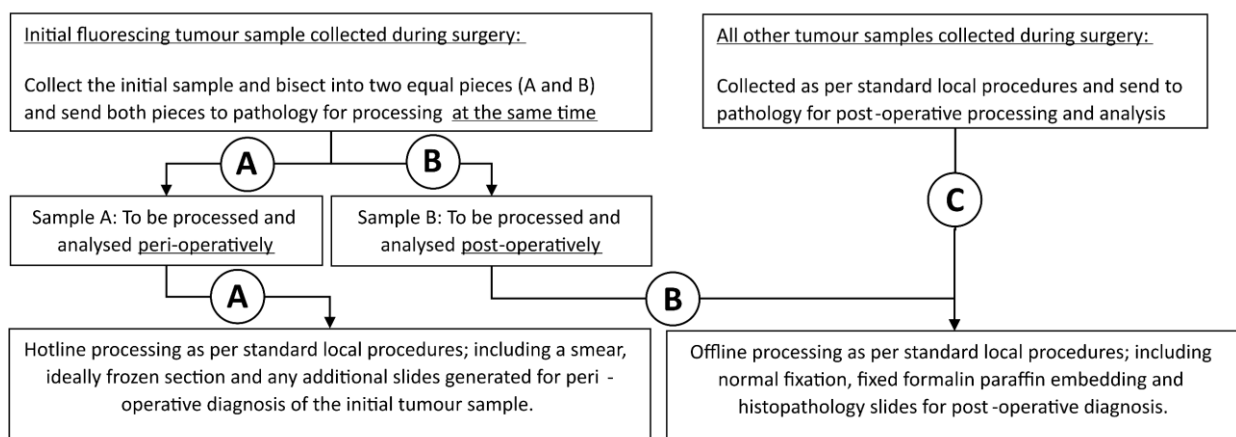 Initial fluorescing tumour sample collected during surgery:
Collect the initial sample and bisect into two equal pieces (A and B)
and send both pieces to pathology for processing at the same time
All other tumour samples collected during surgery:
Collected as per standard local procedures and send to
pathology for post-operative processing and analysis
A
B
C
Sample A: To be processed and
analysed peri-operatively
Sample B: To be processed and
analysed post-operatively
A
B
Hotline processing as per standard local procedures; including a smear,
ideally frozen section and any additional slides generated for peri -
operative diagnosis of the initial tumour sample.
Offline processing as per standard local procedures; including
normal fixation, fixed formalin paraffin embedding and
histopathology slides for post-operative diagnosis.